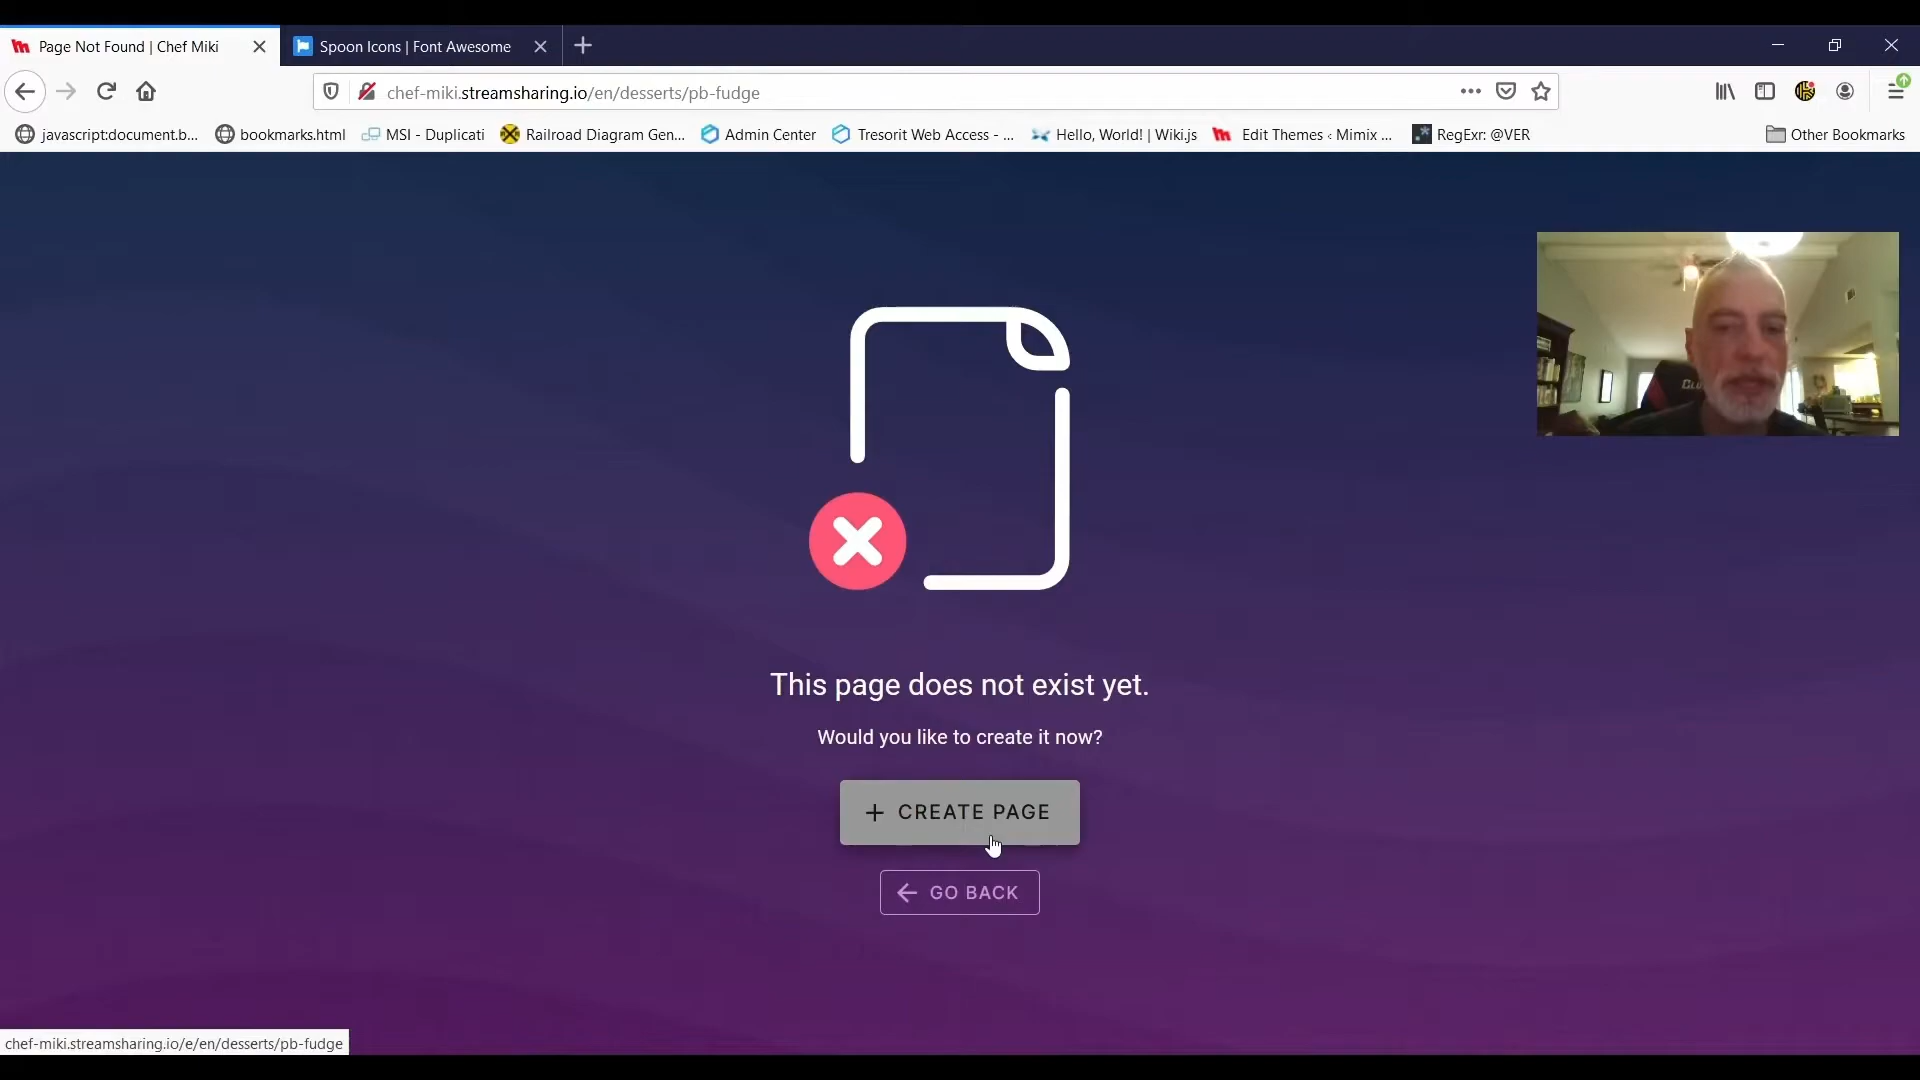 Page Not Found | Chef Miki
Spoon Icons | Font Awesome
chef-miki.streamsharing.io/en/desserts/pb-fudge
javascript:document.b...
bookmarks.html
MSI - Duplicati
Railroad Diagram Gen...
Admin Center
Tresorit Web Access - ...
Hello, World! | Wiki.js
Edit Themes ‹ Mimix ...
RegExr: @VER
Other Bookmarks
This page does not exist yet.
Would you like to create it now?
CREATE PAGE
GO BACK
chef-miki.streamsharing.io/e/en/desserts/pb-fudge